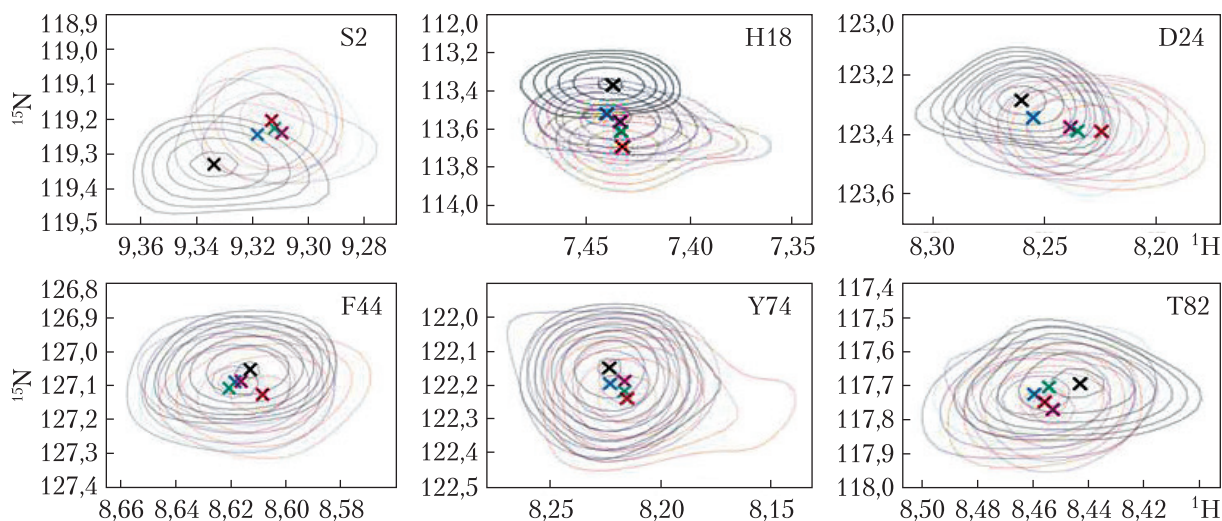 S2
H18
D24
118,9
119,0
119,1
119,2
119,3
119,4
119,5
¹⁵N
9,36 9,34 9,32 9,30 9,28
112,0
113,2
113,4
113,6
113,8
114,0
7,40 7,40 7,35
123,0
123,2
123,4
123,6
8,30 8,25 8,20 ¹H
F44
Y74
T82
126,8
126,9
127,0
127,1
127,2
127,3
127,4
¹⁵N
8,66 8,64 8,62 8,60 8,58
122,0
122,1
122,2
122,3
122,4
122,5
8,25 8,20 8,15
117,4
117,5
117,6
117,7
117,8
117,9
118,0
8,50 8,48 8,46 8,44 8,42 ¹H